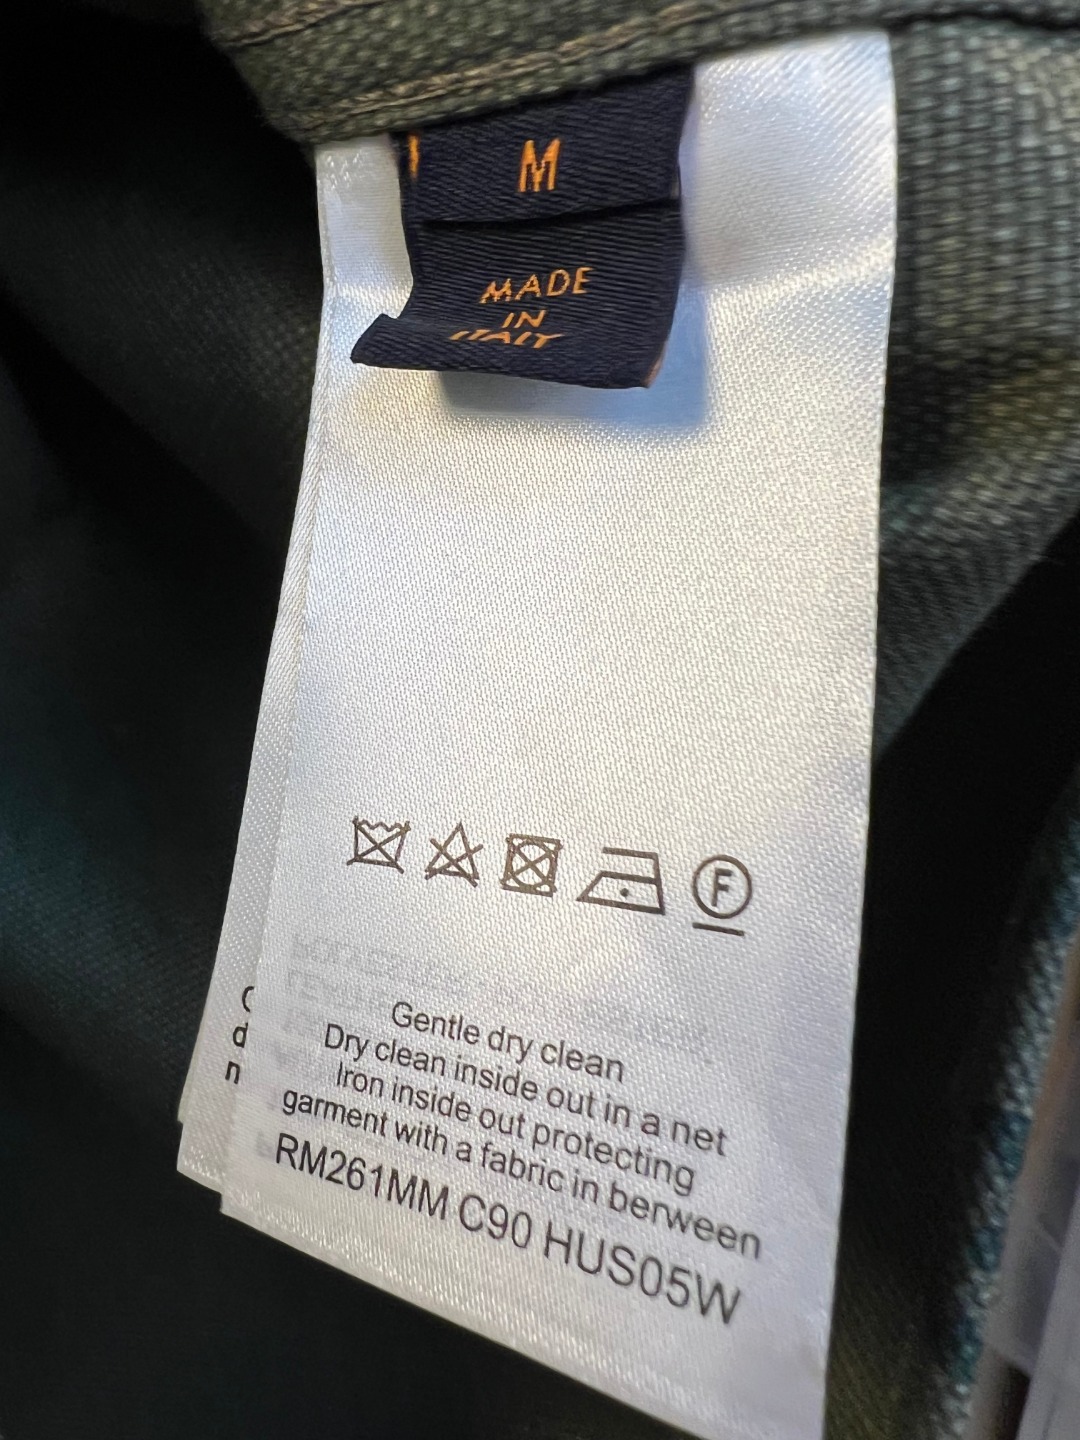 M
MADE
IN
ITALY
F
Gentle dry clean
Dry clean inside out in a net
Iron inside out protecting
garment with a fabric in berween
RM261MM C90 HUS05W
d
n